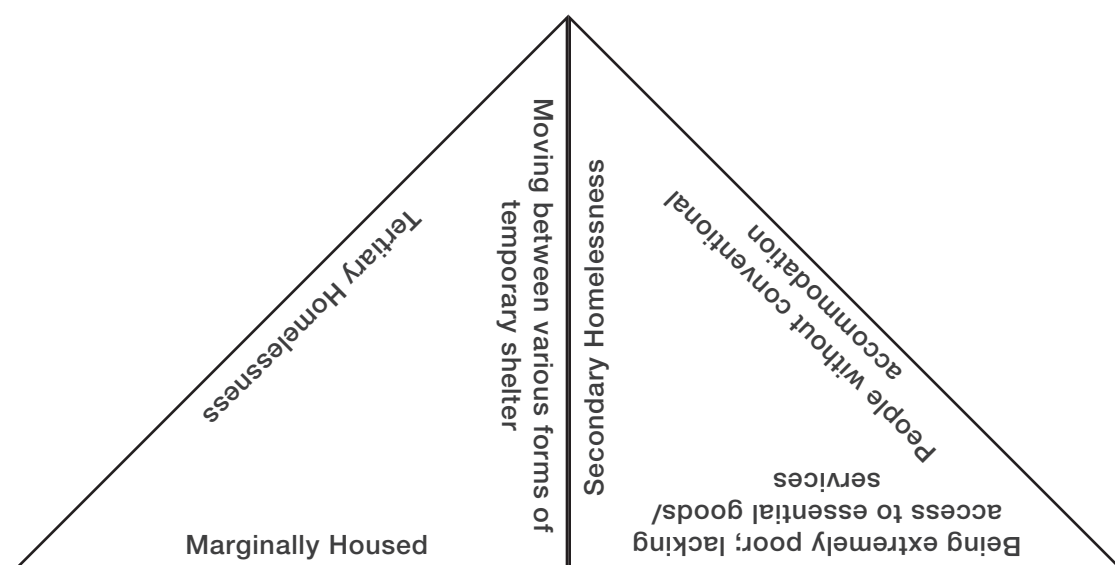 Tertiary Homelessness
Marginally Housed
Moving between various forms of
temporary shelter
Secondary Homelessness
People without conventional
accommodation
Being extremely poor; lacking
access to essential goods/
services